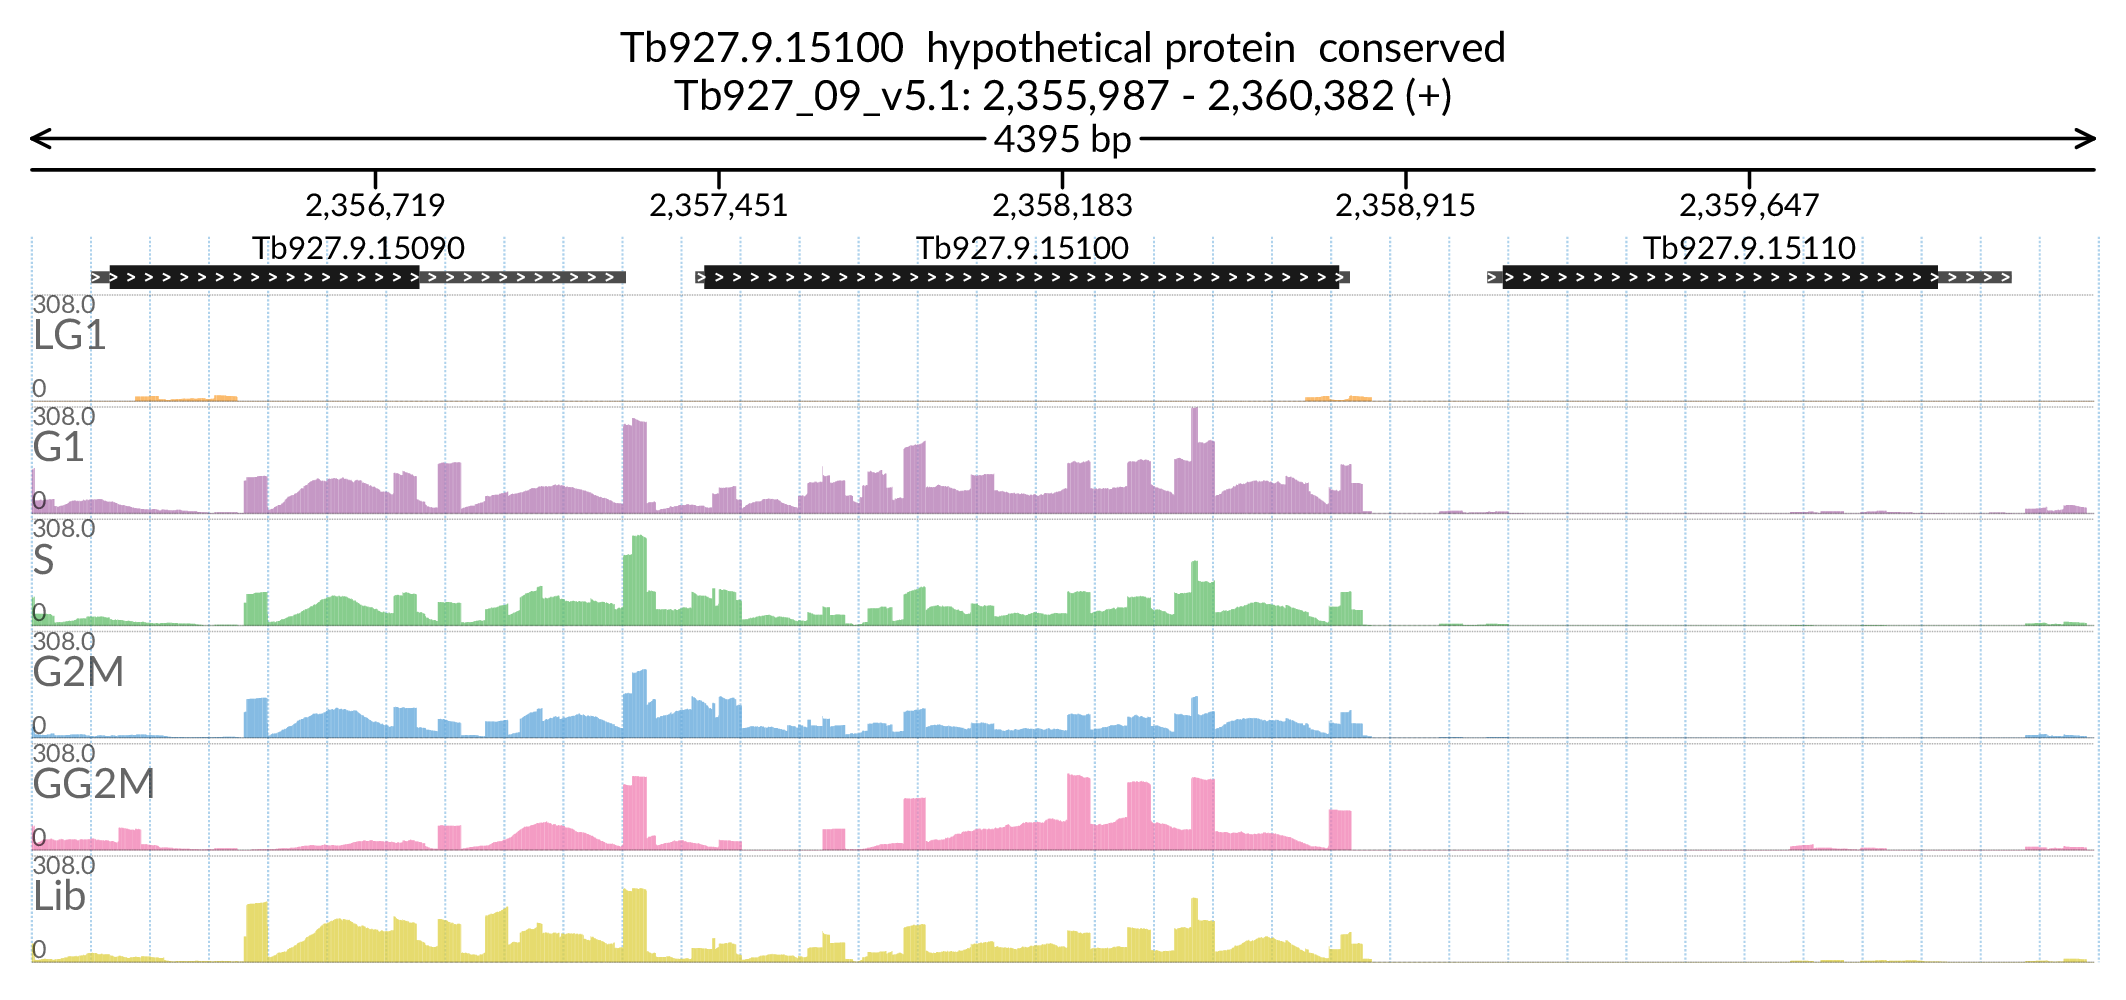 Tb927.9.15100 hypothetical protein conserved
Tb927_09_v5.1: 2,355,987 - 2,360,382 (+)
4395 bp
2,356,719 2,357,451 2,358,183 2,358,915 2,359,647
Tb927.9.15090 Tb927.9.15100 Tb927.9.15110
308.0
LG1
0
308.0
G1
0
308.0
S
0
308.0
G2M
0
308.0
GG2M
0
308.0
Lib
0